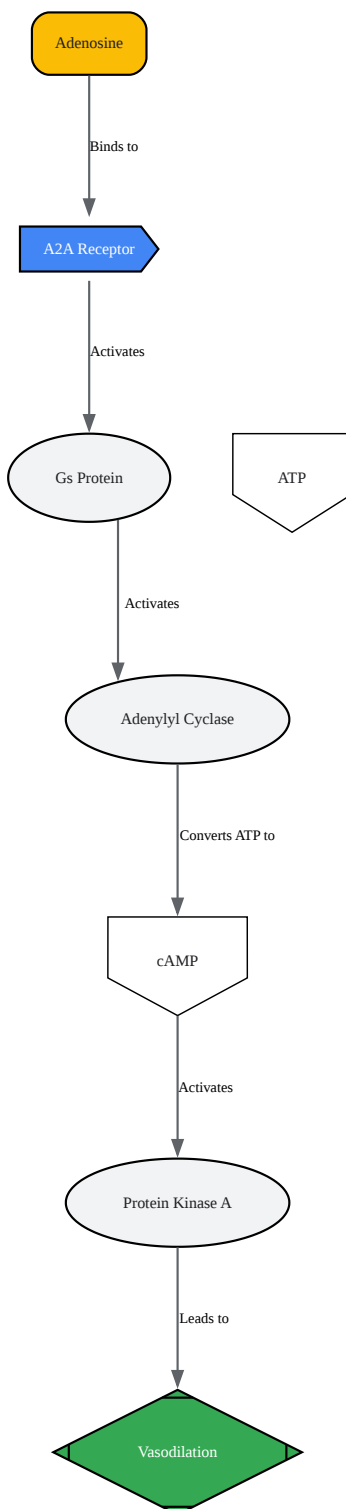 Adenosine
Binds to
A2A Receptor
Activates
Gs Protein
ATP
Activates
Adenylyl Cyclase
Converts ATP to
cAMP
Activates
Protein Kinase A
Leads to
Vasodilation